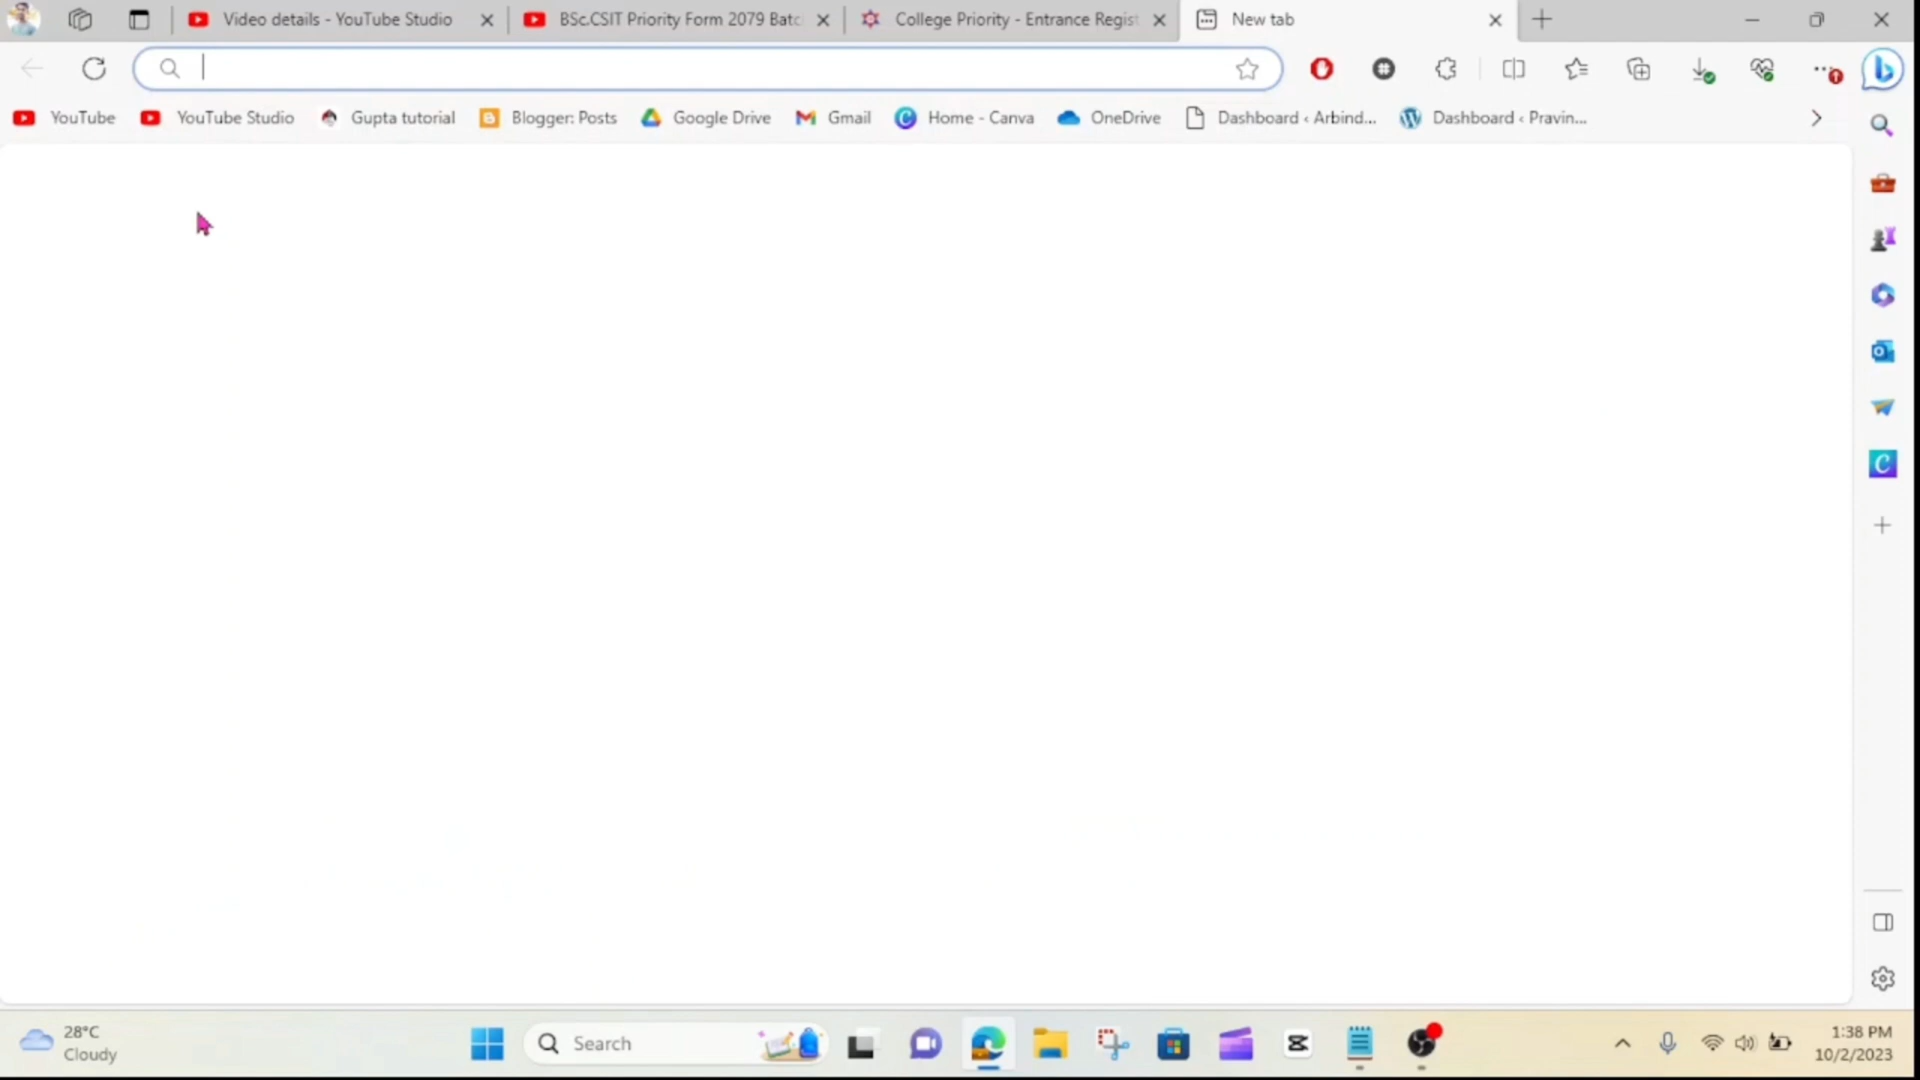 Video details - YouTube Studio
BSc.CSIT Priority Form 2079 Batc
College Priority - Entrance Regist
New tab
YouTube
YouTube Studio
Gupta tutorial
Blogger: Posts
Google Drive
Gmail
Home - Canva
OneDrive
Dashboard ‹ Arbind...
Dashboard ‹ Pravin...
28°C
Cloudy
Search
1:38 PM
10/2/2023